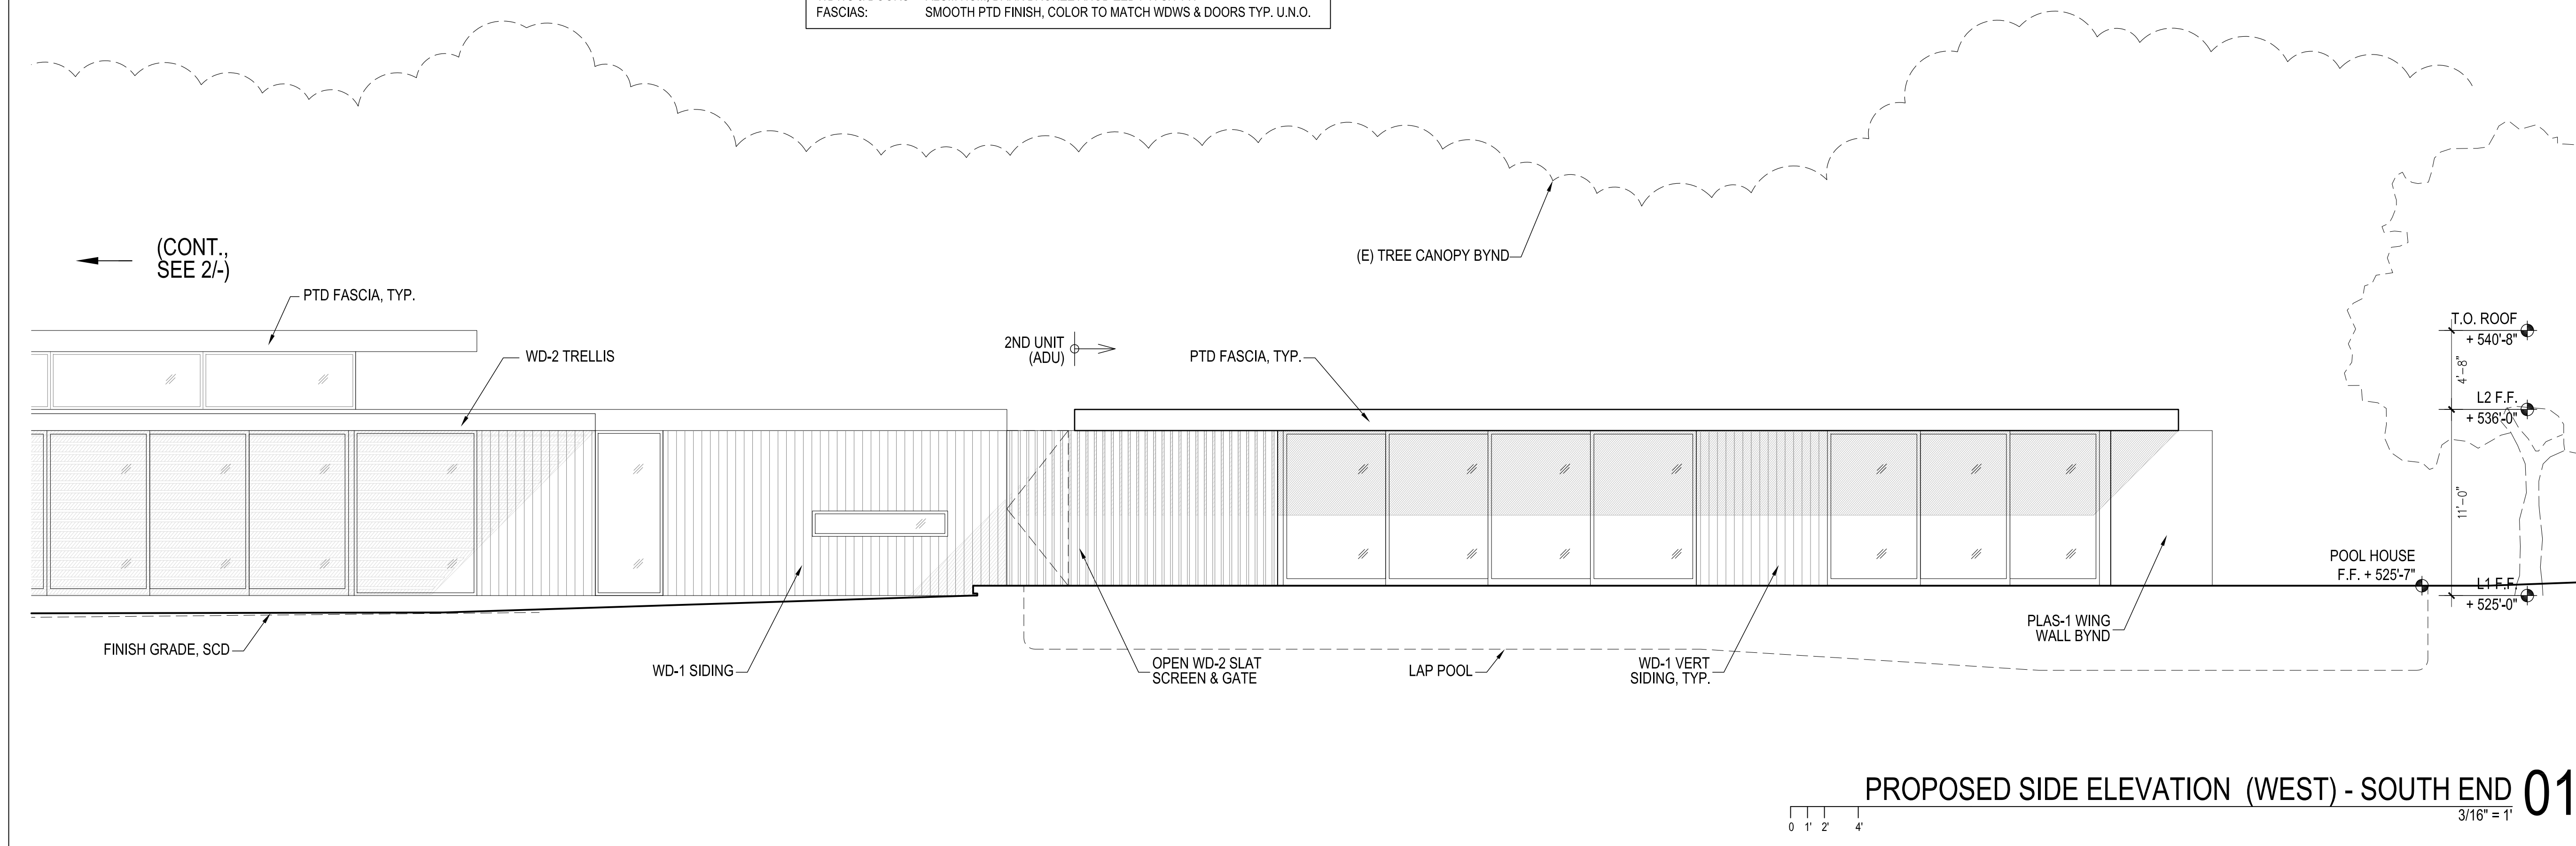 FASCIAS: SMOOTH PTD FINISH, COLOR TO MATCH WDWS & DOORS TYP. U.N.O.
(E) TREE CANOPY BYND
(CONT.,
SEE 2/-)
PTD FASCIA, TYP.
WD-2 TRELLIS
2ND UNIT
(ADU)
PTD FASCIA, TYP.
T.O. ROOF
+ 540'-8"
4'-8"
L2 F.F.
+ 536'-0"
11'-0"
POOL HOUSE
F.F. + 525'-7"
L1 F.F.
+ 525'-0"
FINISH GRADE, SCD
WD-1 SIDING
OPEN WD-2 SLAT
SCREEN & GATE
LAP POOL
WD-1 VERT
SIDING, TYP.
PLAS-1 WING
WALL BYND
PROPOSED SIDE ELEVATION (WEST) - SOUTH END 01
3/16" = 1'
0 1' 2' 4'